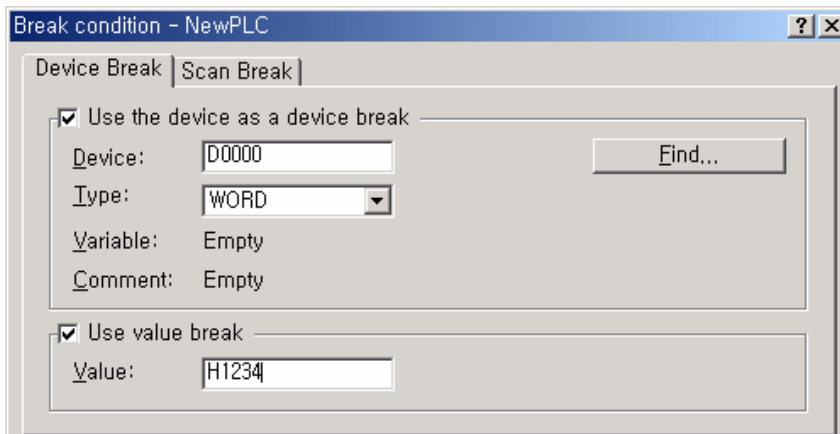 Break condition - NewPLC
Device Break Scan Break
Use the device as a device break
Device: D0000 Find...
Type: WORD
Variable: Empty
Comment: Empty
Use value break
Value: H1234